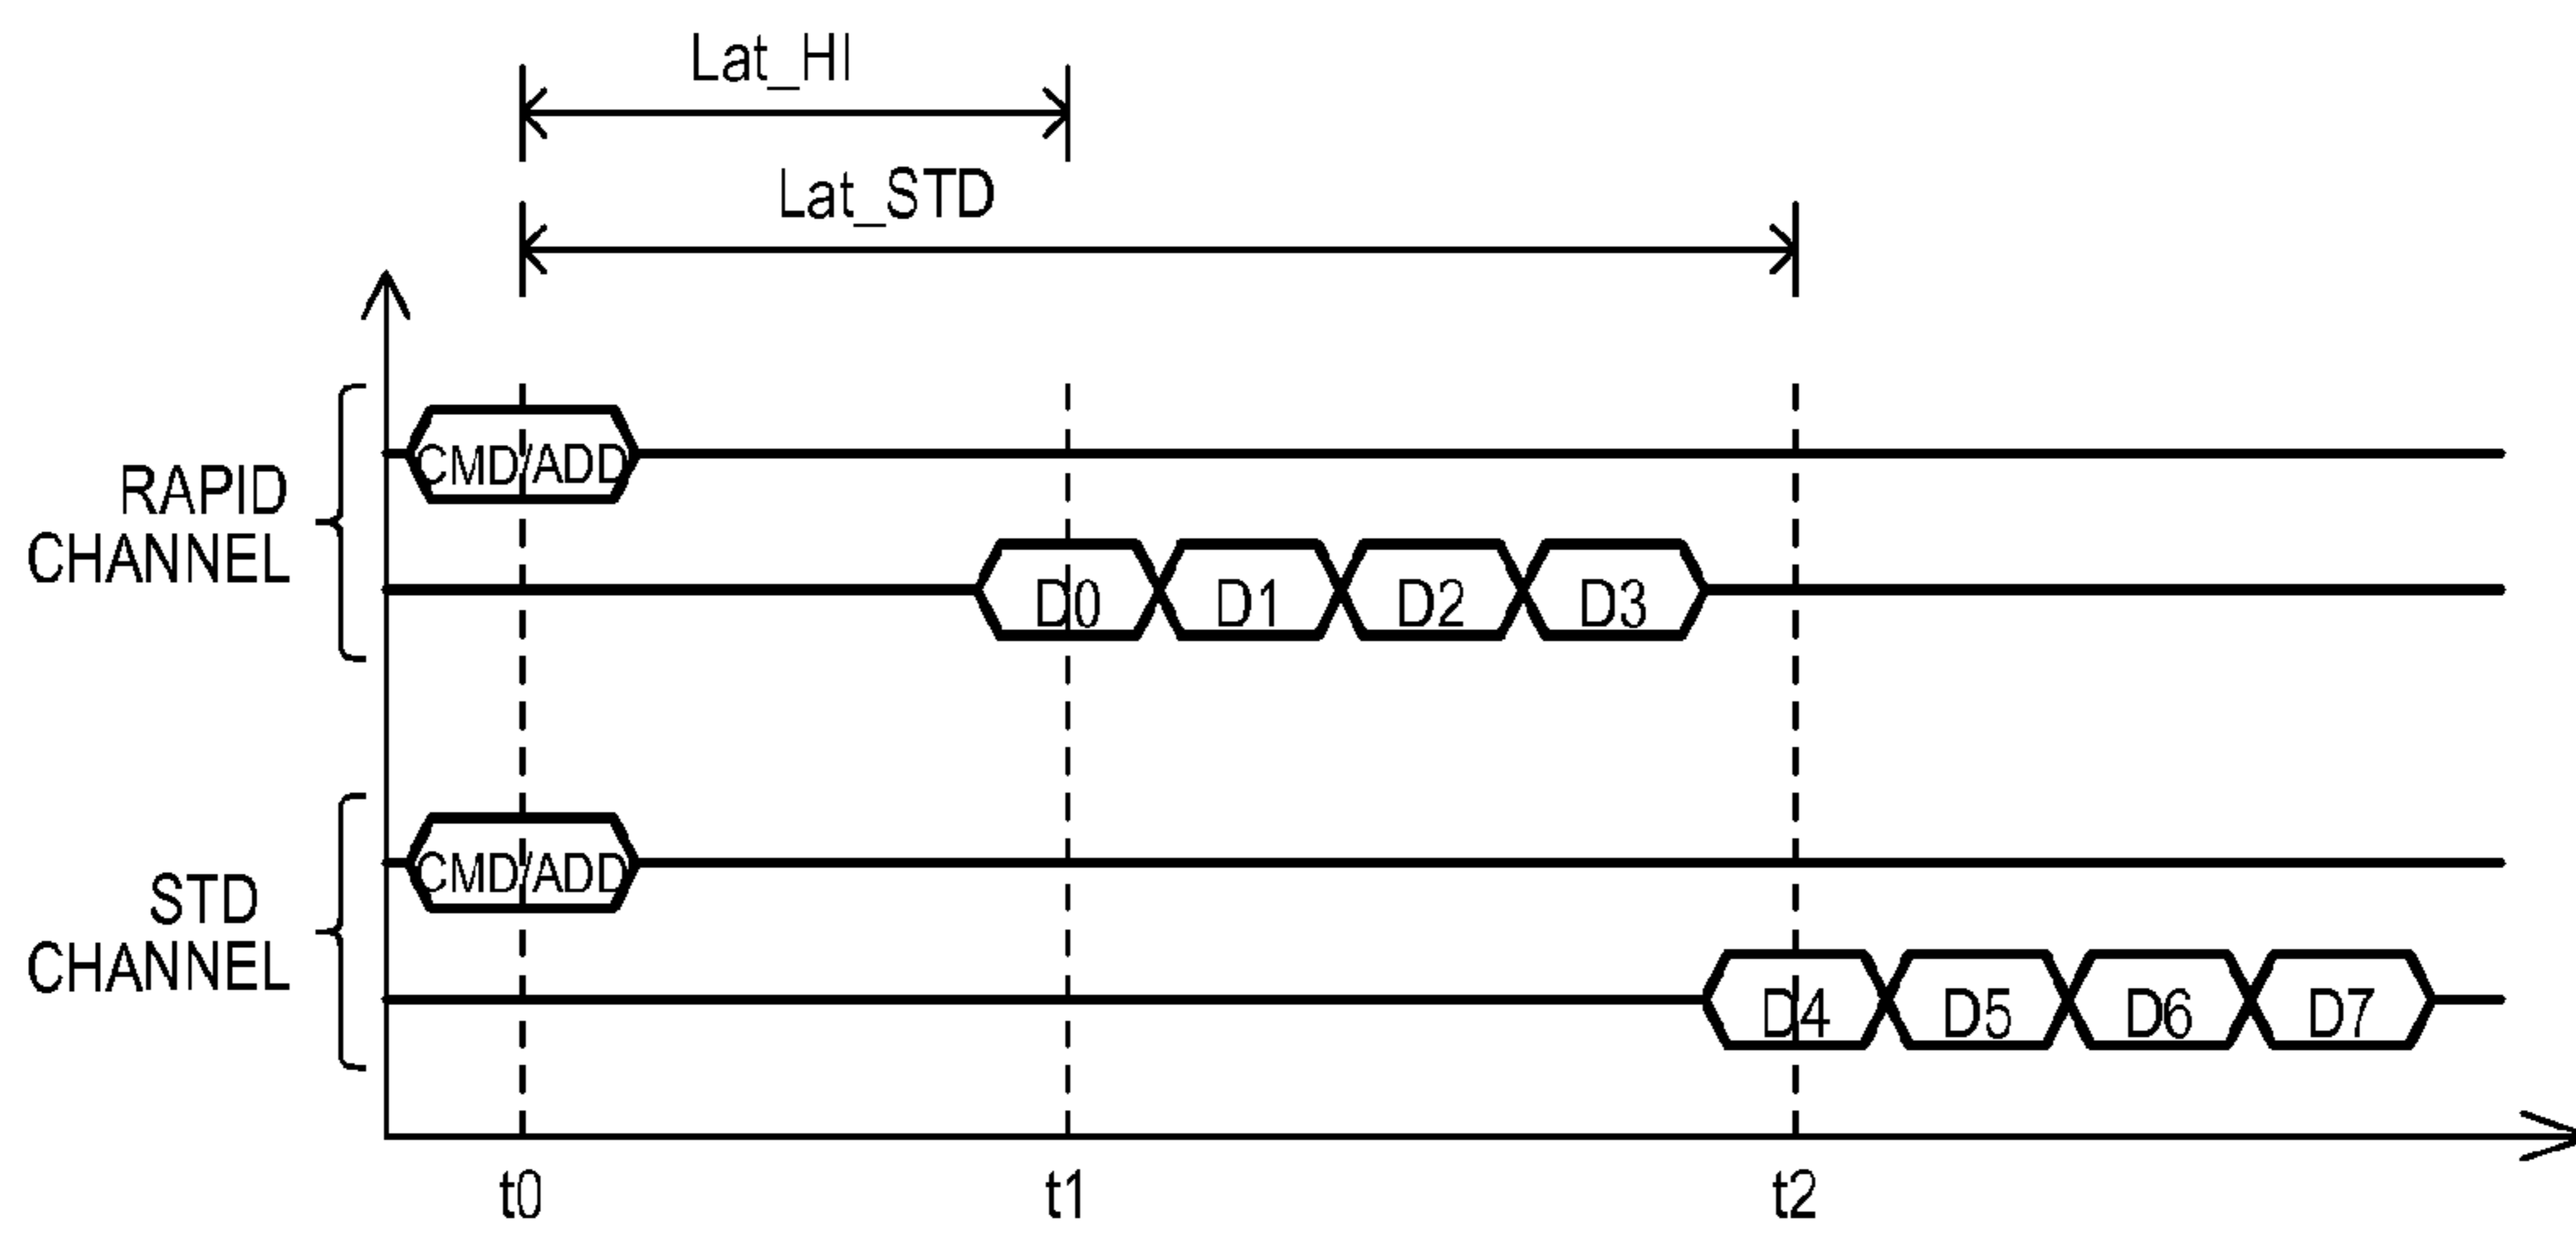 Lat_HI
Lat_STD
RAPID
CHANNEL
CMD/ADD
D0 D1 D2 D3
STD
CHANNEL
CMD/ADD
D4 D5 D6 D7
t0 t1 t2